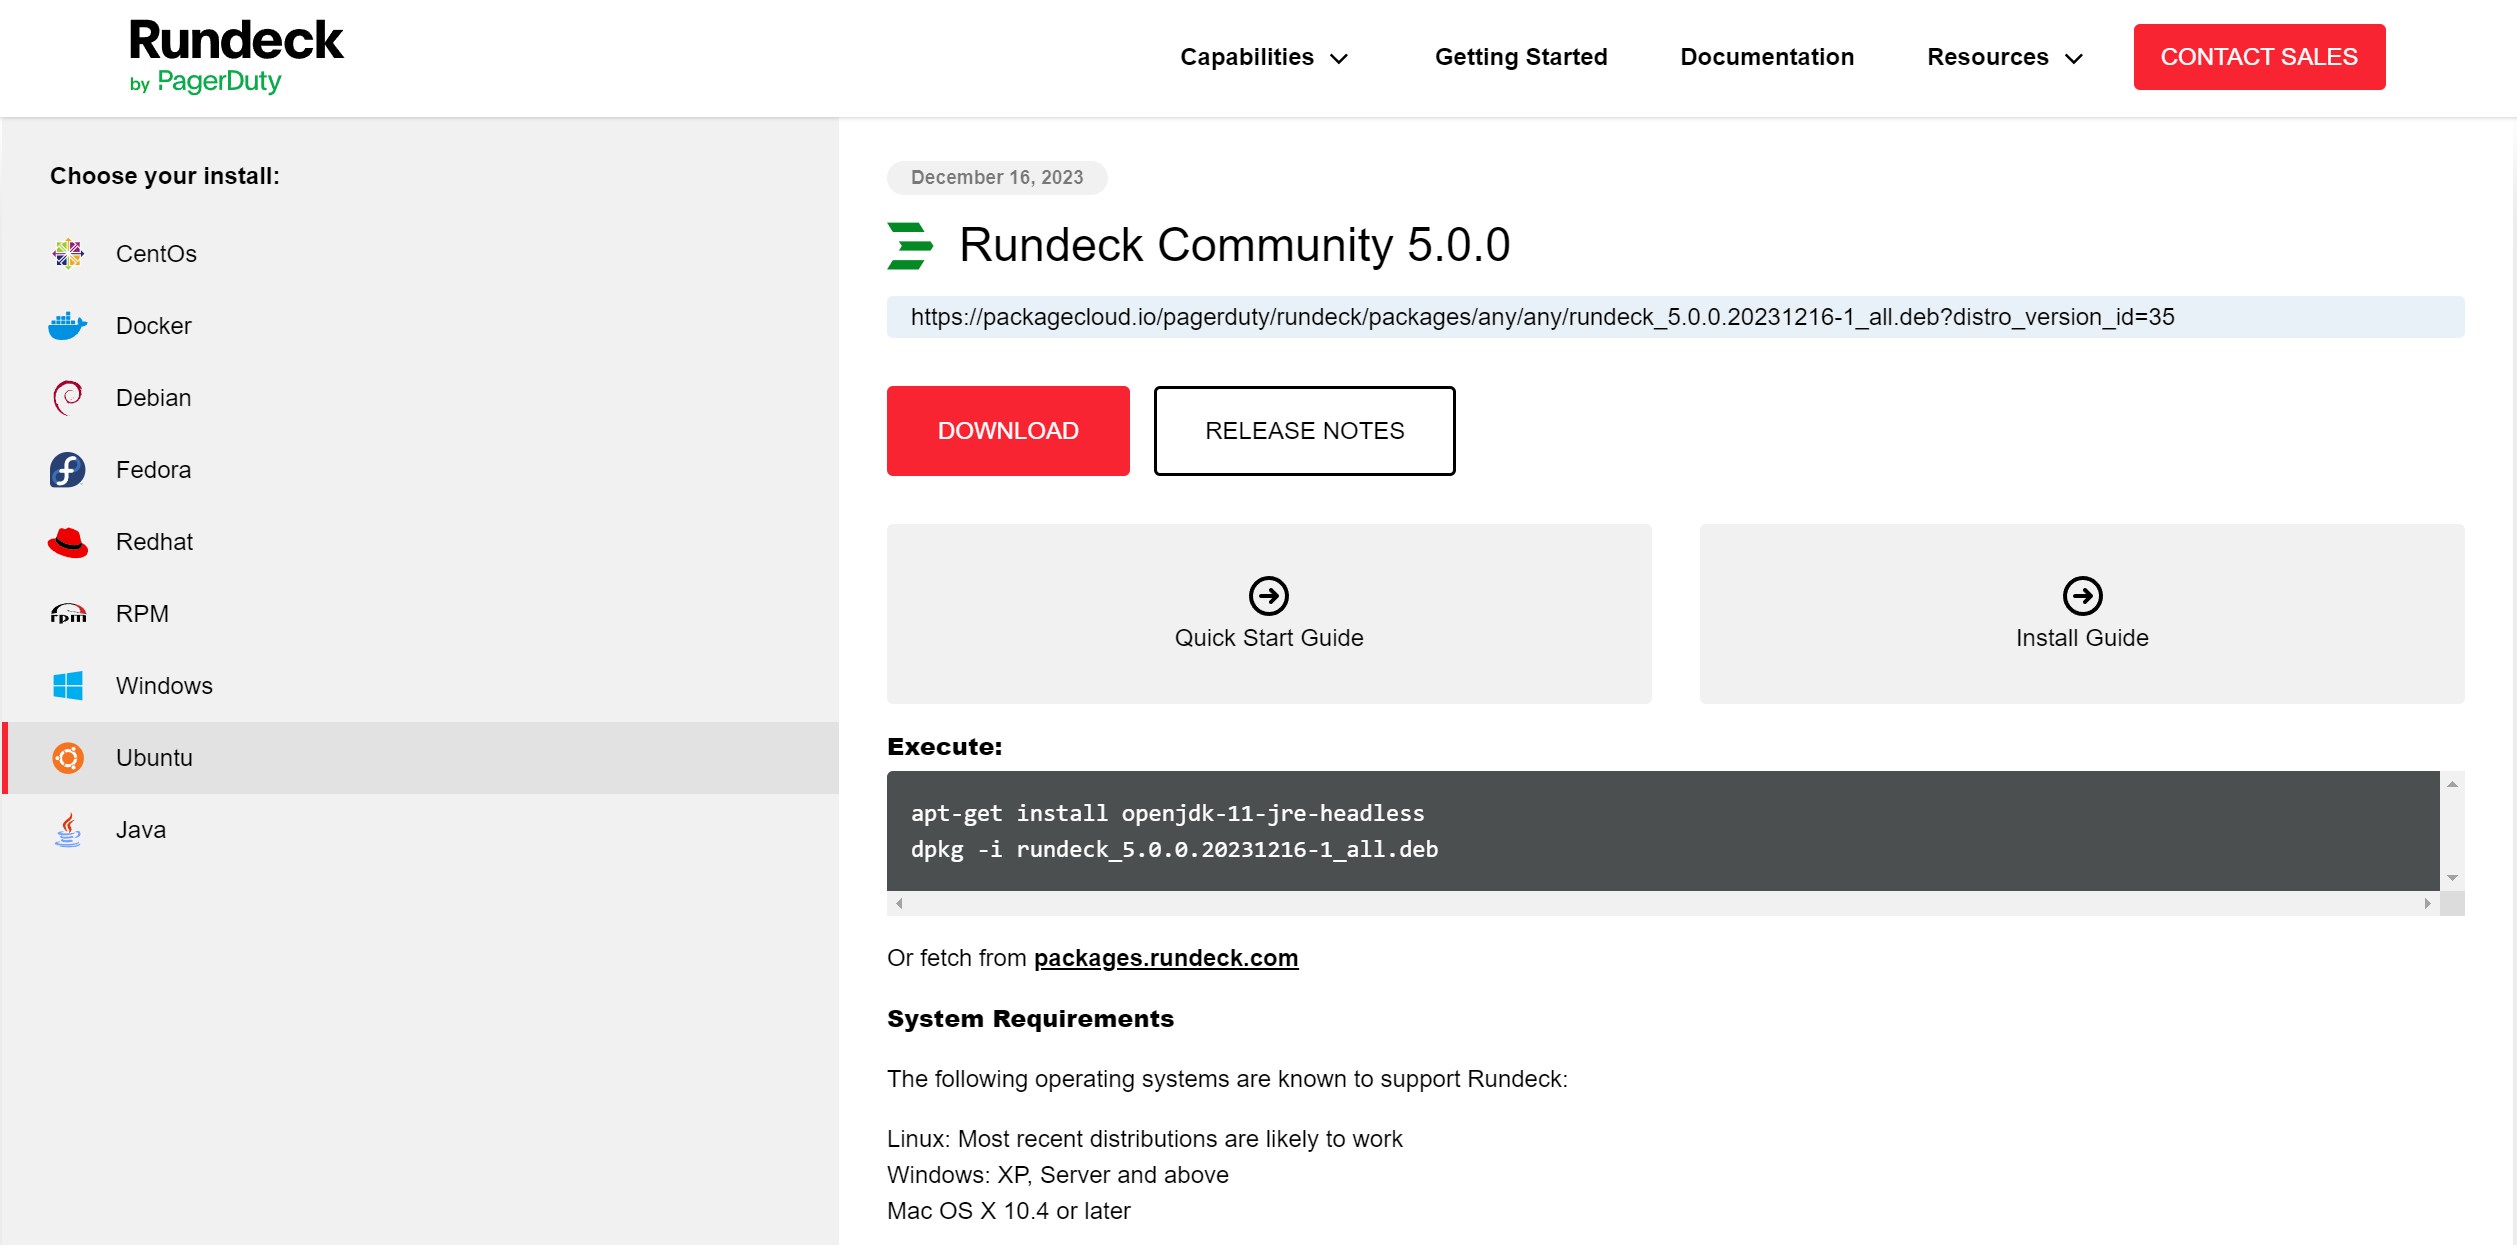 Rundeck
by PagerDuty
Capabilities
Getting Started
Documentation
Resources
CONTACT SALES
Choose your install:
CentOs
Docker
Debian
Fedora
Redhat
rpm
RPM
Windows
Ubuntu
Java
December 16, 2023
Rundeck Community 5.0.0
https://packagecloud.io/pagerduty/rundeck/packages/any/any/rundeck_5.0.0.20231216-1_all.deb?distro_version_id=35
DOWNLOAD
RELEASE NOTES
Quick Start Guide
Install Guide
Execute:
apt-get install openjdk-11-jre-headless
dpkg -i rundeck_5.0.0.20231216-1_all.deb
Or fetch from packages.rundeck.com
System Requirements
The following operating systems are known to support Rundeck:
Linux: Most recent distributions are likely to work
Windows: XP, Server and above
Mac OS X 10.4 or later